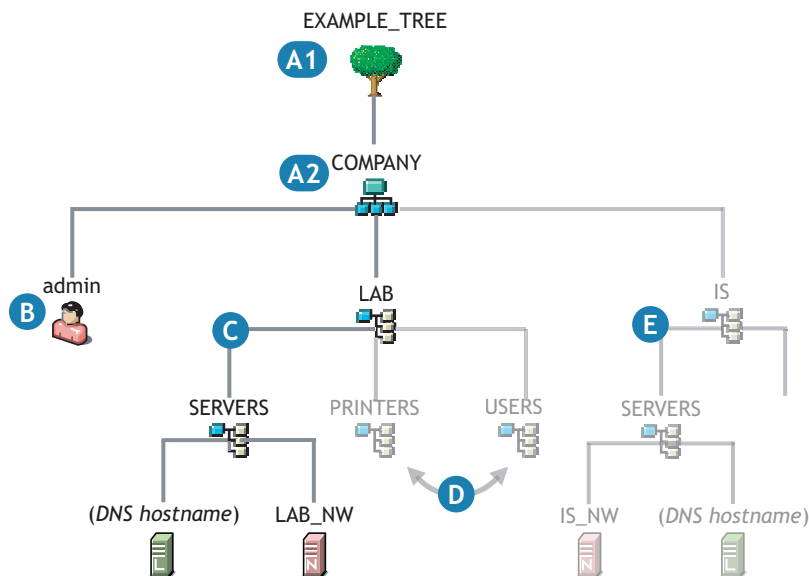 EXAMPLE_TREE
A1
A2 COMPANY
admin
B
LAB
IS
C
E
SERVERS
PRINTERS
USERS
SERVERS
D
(DNS hostname)
LAB_NW
IS_NW
(DNS hostname)
L
N
N
L